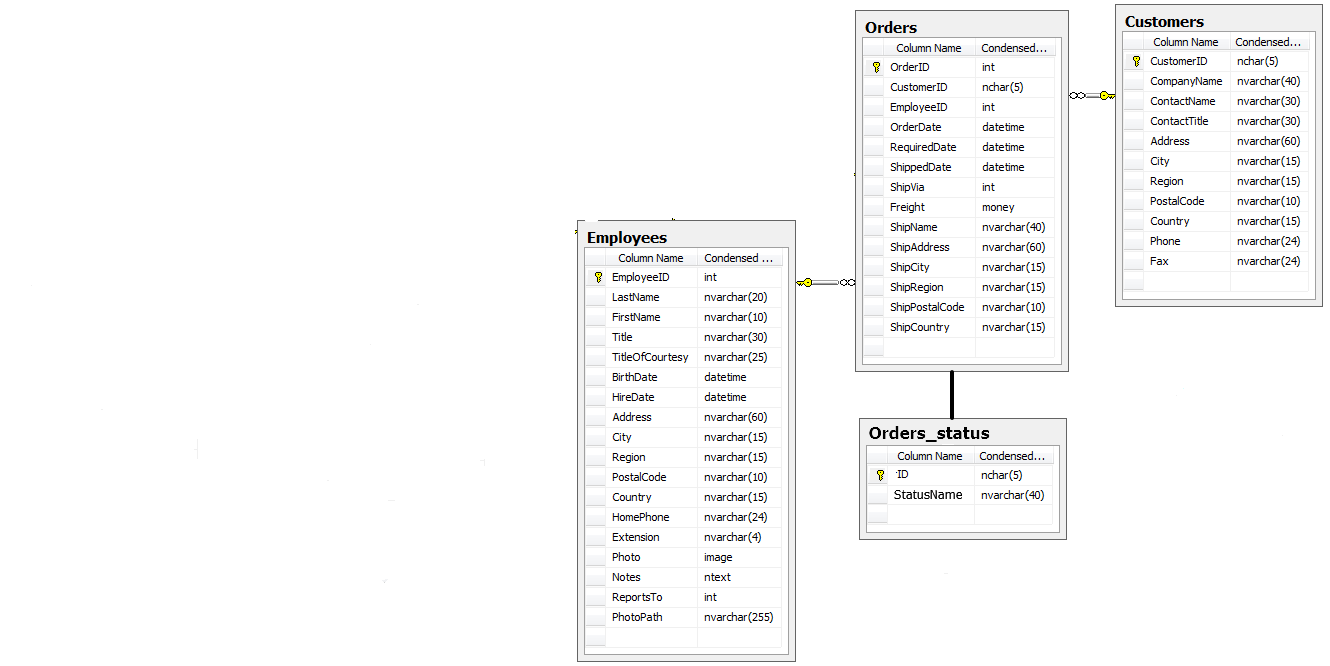 Orders
Column Name Condensed...
OrderID int
CustomerID nchar(5)
EmployeeID int
OrderDate datetime
RequiredDate datetime
ShippedDate datetime
ShipVia int
Freight money
ShipName nvarchar(40)
ShipAddress nvarchar(60)
ShipCity nvarchar(15)
ShipRegion nvarchar(15)
ShipPostalCode nvarchar(10)
ShipCountry nvarchar(15)
Customers
Column Name Condensed...
CustomerID nchar(5)
CompanyName nvarchar(40)
ContactName nvarchar(30)
ContactTitle nvarchar(30)
Address nvarchar(60)
City nvarchar(15)
Region nvarchar(15)
PostalCode nvarchar(10)
Country nvarchar(15)
Phone nvarchar(24)
Fax nvarchar(24)
Employees
Column Name Condensed ...
EmployeeID int
LastName nvarchar(20)
FirstName nvarchar(10)
Title nvarchar(30)
TitleOfCourtesy nvarchar(25)
BirthDate datetime
HireDate datetime
Address nvarchar(60)
City nvarchar(15)
Region nvarchar(15)
PostalCode nvarchar(10)
Country nvarchar(15)
HomePhone nvarchar(24)
Extension nvarchar(4)
Photo image
Notes ntext
ReportsTo int
PhotoPath nvarchar(255)
Orders_status
Column Name Condensed...
ID nchar(5)
StatusName nvarchar(40)